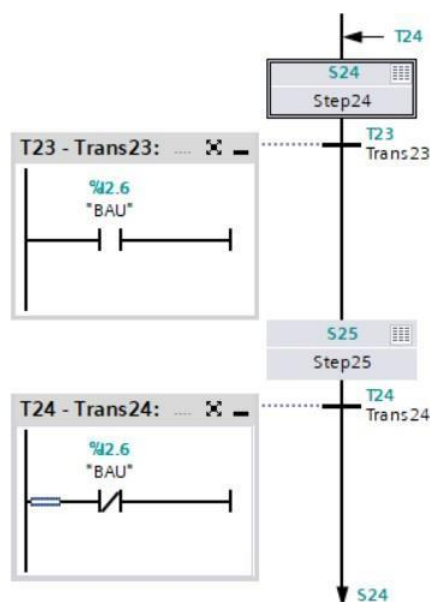 T24
S24
Step24
T23 - Trans23: ....
T23
Trans23
%I2.6
"BAU"
S25
Step25
T24 - Trans24: ....
T24
Trans24
%I2.6
"BAU"
S24